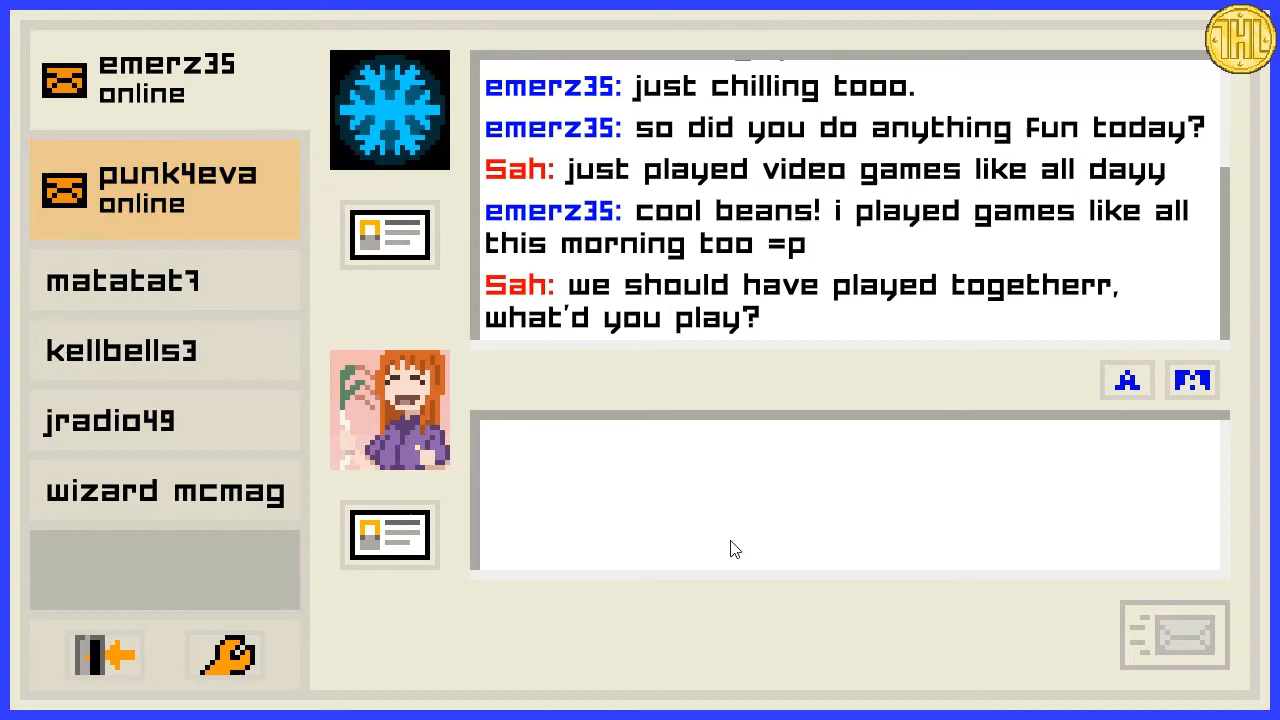 emerz35
online
punk4eva
online
matatat7
kellbells3
jradio49
wizard mcmag
emerz35: just chilling tooo.
emerz35: so did you do anything fun today?
Sah: just played video games like all dayy
emerz35: cool beans! i played games like all
this morning too =p
Sah: we should have played togetherr,
what'd you play?
A
THL